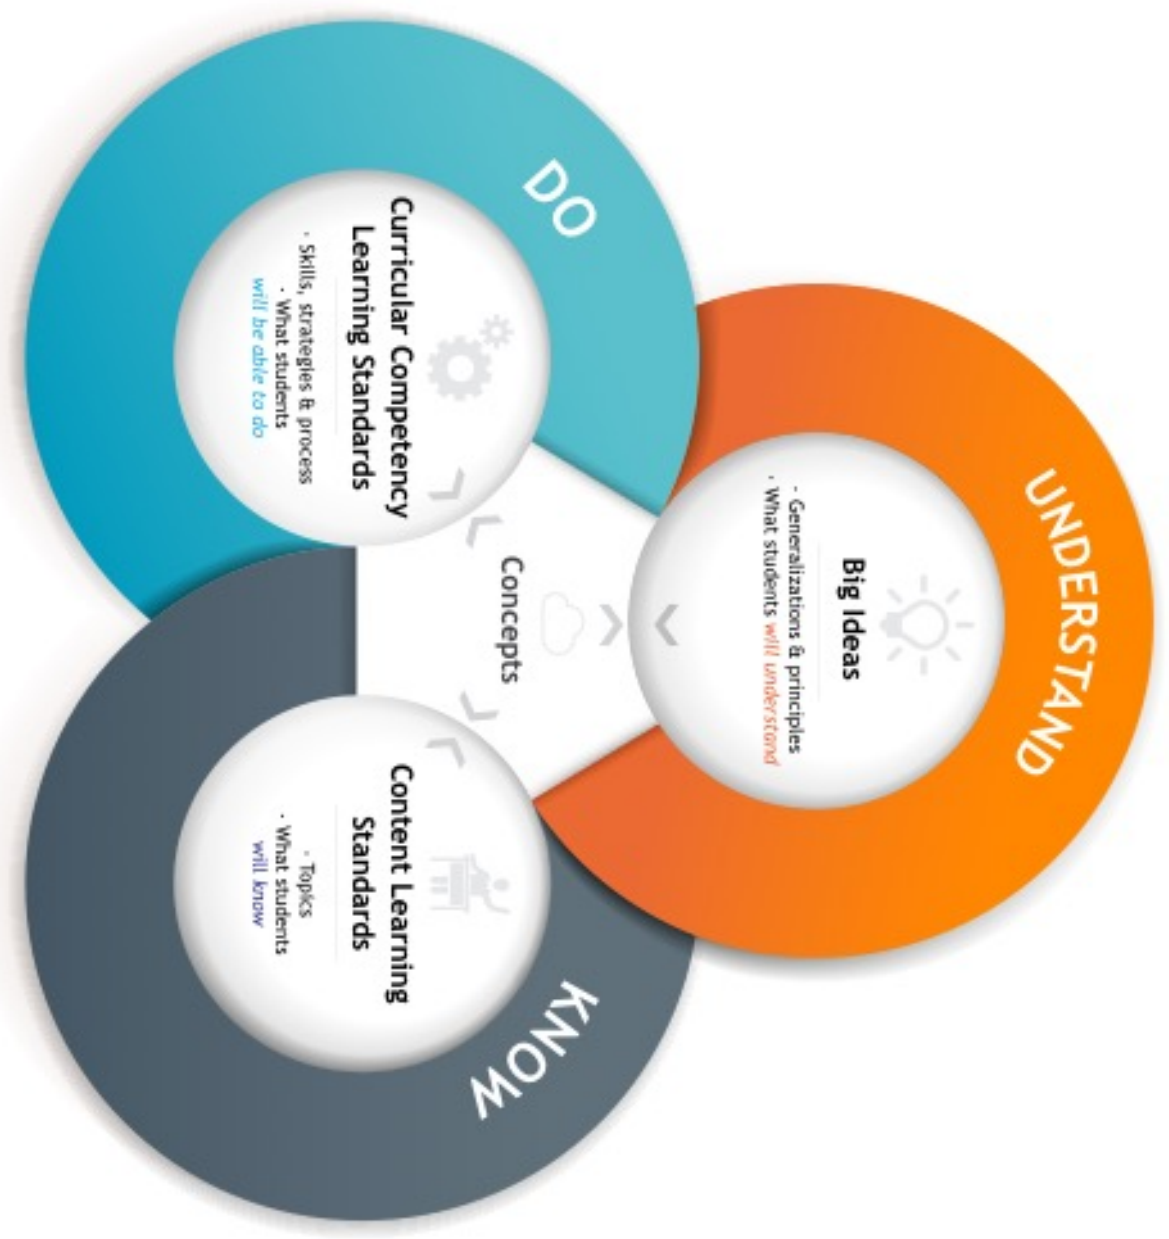 UNDERSTAND
Big Ideas
· Generalizations & principles
· What students will understand
Concepts
DO
Curricular Competency
Learning Standards
· Skills, strategies & process
· What students
will be able to do
KNOW
Content Learning
Standards
· Topics
· What students
will know